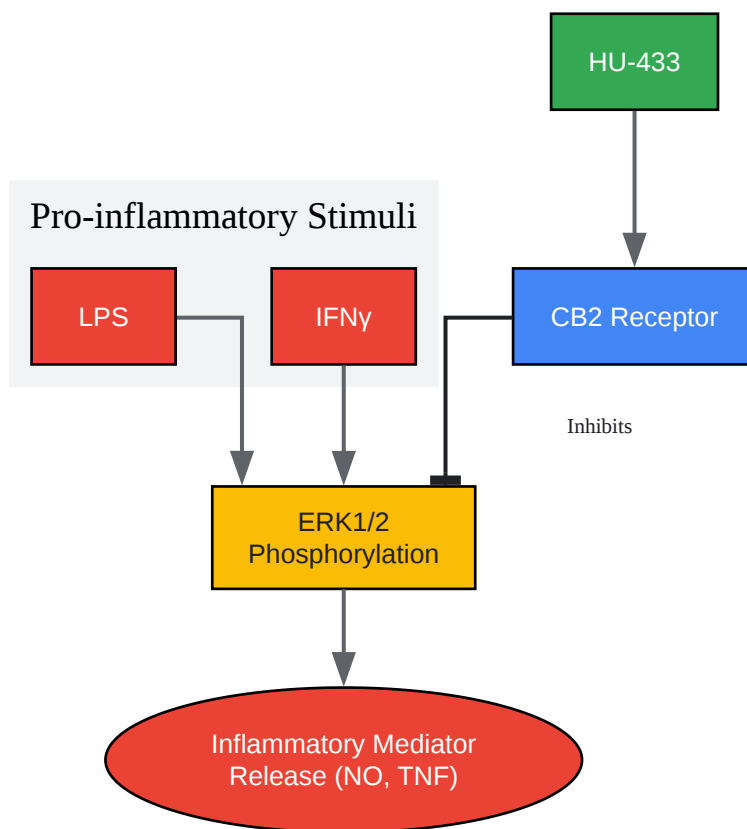 HU-433
Pro-inflammatory Stimuli
LPS
IFNγ
CB2 Receptor
Inhibits
ERK1/2
Phosphorylation
Inflammatory Mediator
Release (NO, TNF)